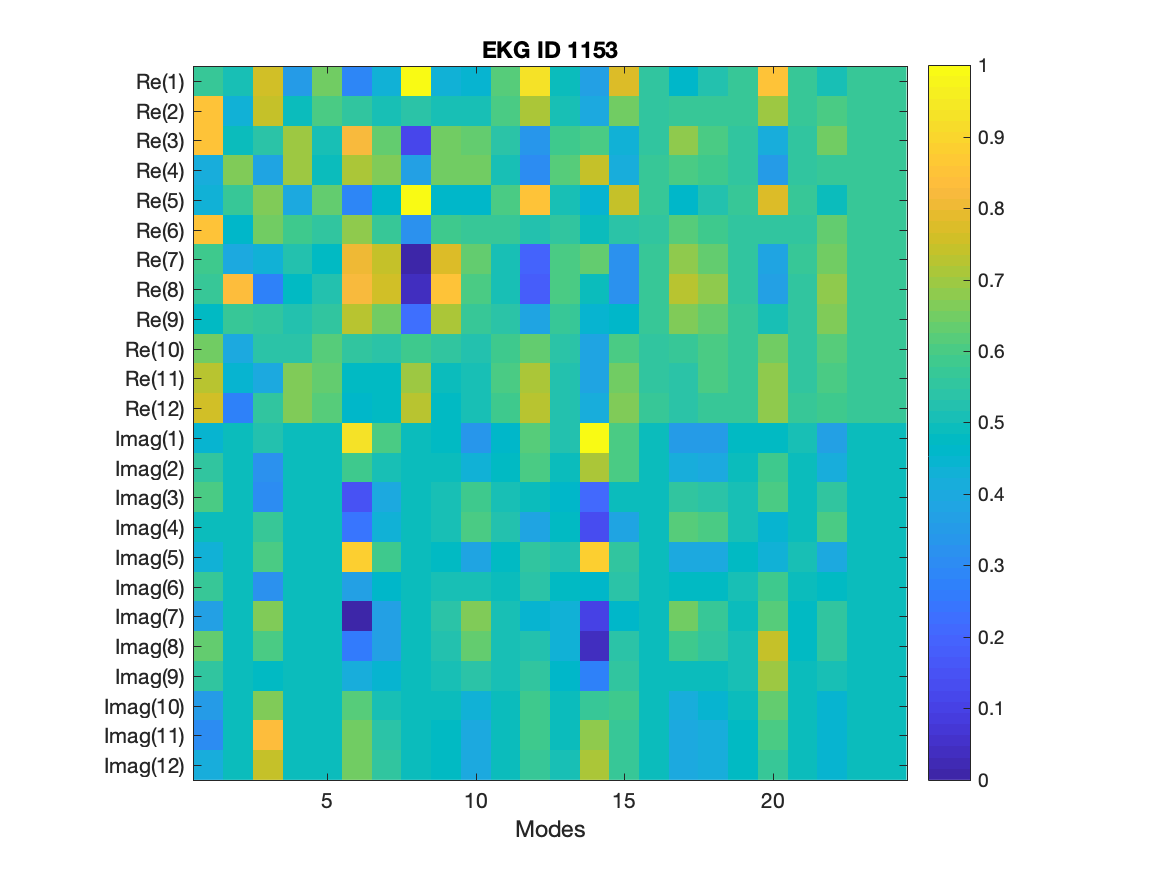 EKG ID 1153
Re(1)
Re(2)
Re(3)
Re(4)
Re(5)
Re(6)
Re(7)
Re(8)
Re(9)
Re(10)
Re(11)
Re(12)
Imag(1)
Imag(2)
Imag(3)
Imag(4)
Imag(5)
Imag(6)
Imag(7)
Imag(8)
Imag(9)
Imag(10)
Imag(11)
Imag(12)
5 10 15 20
Modes
1
0.9
0.8
0.7
0.6
0.5
0.4
0.3
0.2
0.1
0